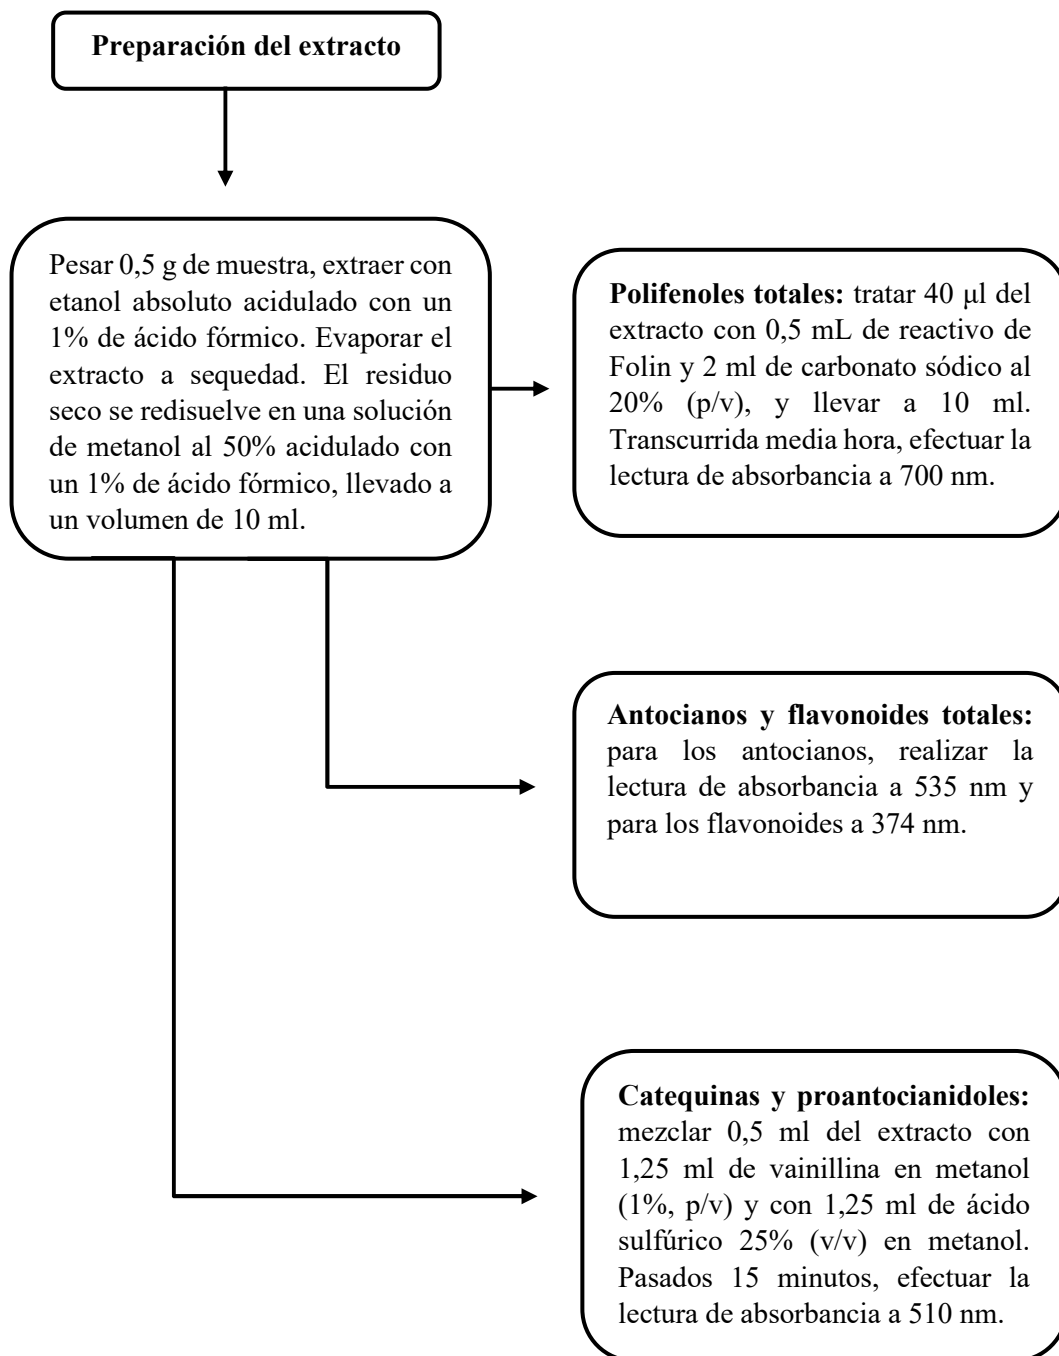 Preparación del extracto
Pesar 0,5 g de muestra, extraer con
etanol absoluto acidulado con un
1% de ácido fórmico. Evaporar el
extracto a sequedad. El residuo
seco se redisuelve en una solución
de metanol al 50% acidulado con
un 1% de ácido fórmico, llevado a
un volumen de 10 ml.
Polifenoles totales: tratar 40 μl del
extracto con 0,5 mL de reactivo de
Folin y 2 ml de carbonato sódico al
20% (p/v), y llevar a 10 ml.
Transcurrida media hora, efectuar la
lectura de absorbancia a 700 nm.
Antocianos y flavonoides totales:
para los antocianos, realizar la
lectura de absorbancia a 535 nm y
para los flavonoides a 374 nm.
Catequinas y proantocianidoles:
mezclar 0,5 ml del extracto con
1,25 ml de vainillina en metanol
(1%, p/v) y con 1,25 ml de ácido
sulfúrico 25% (v/v) en metanol.
Pasados 15 minutos, efectuar la
lectura de absorbancia a 510 nm.